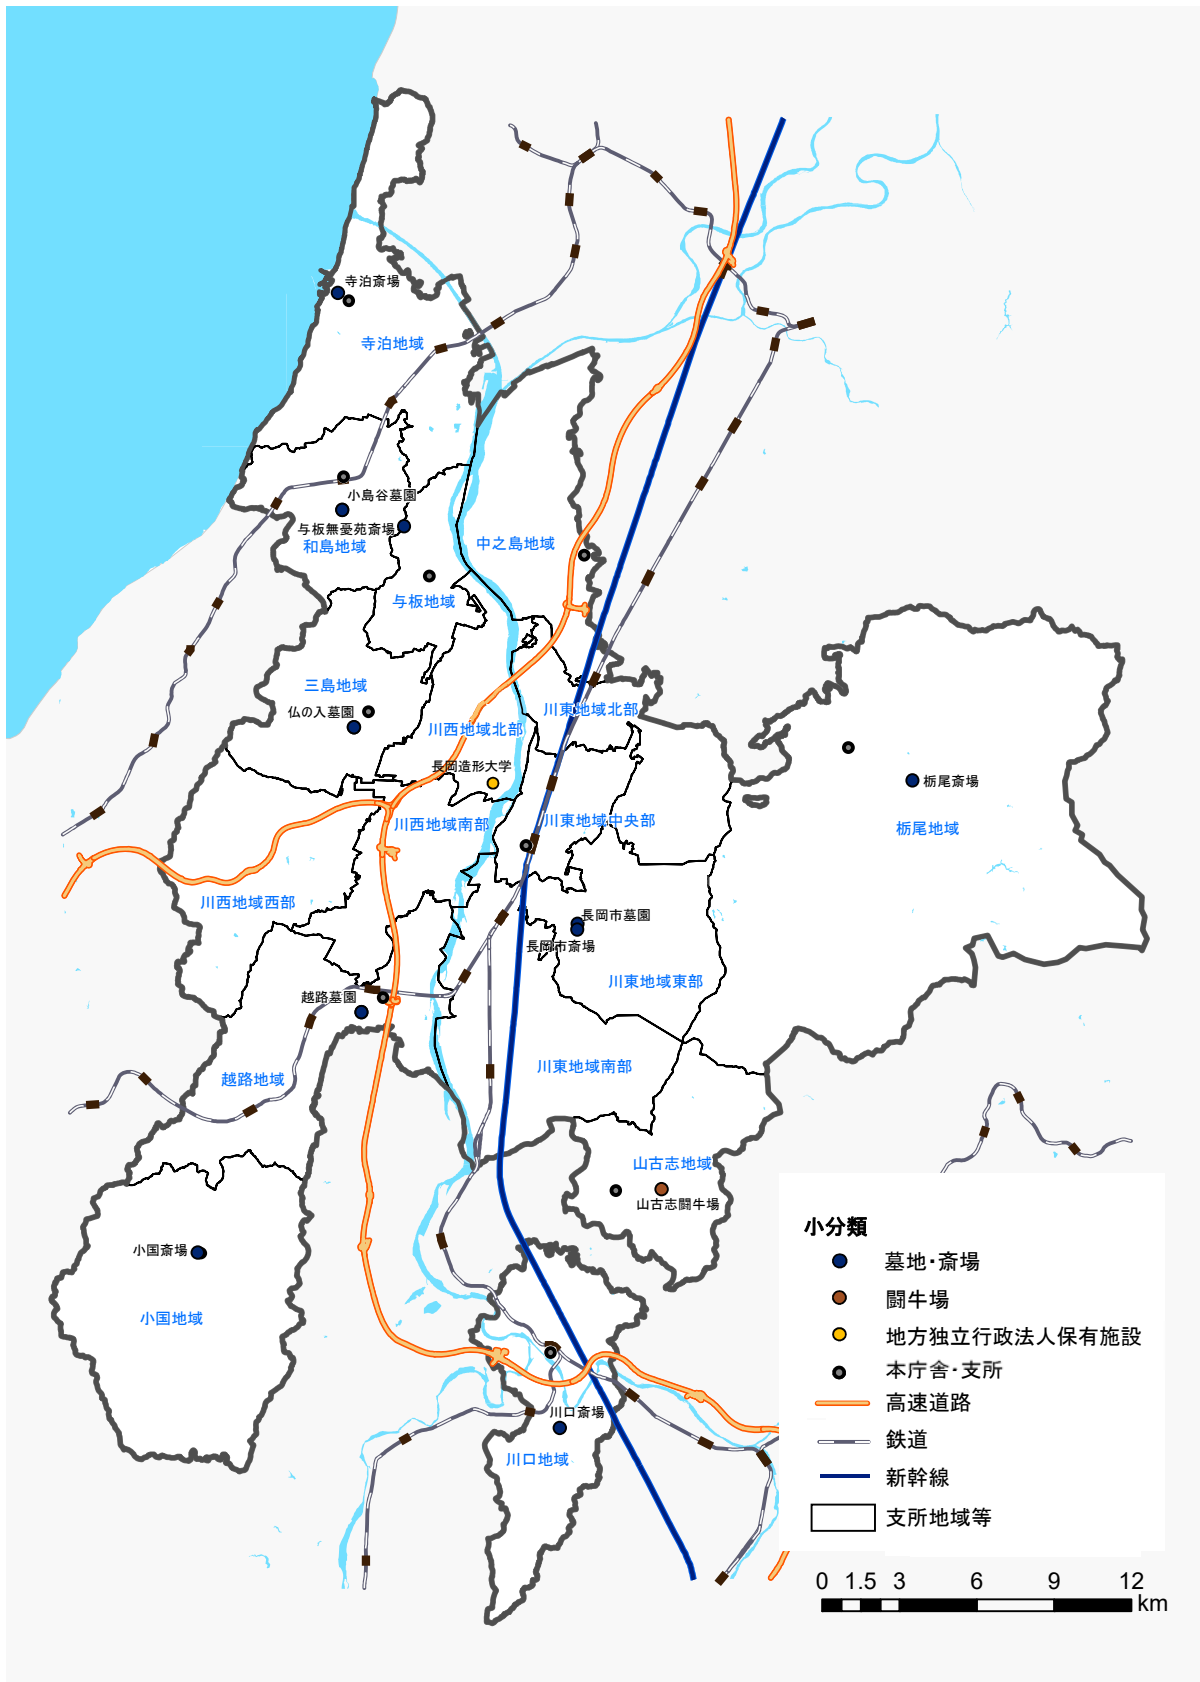 寺泊斎場
寺泊地域
小島谷墓園
与板無憂苑斎場
和島地域
中之島地域
与板地域
三島地域
仏の入墓園
川西地域北部
川東地域北部
長岡造形大学
栃尾斎場
川西地域南部
川東地域中央部
栃尾地域
川西地域西部
長岡市墓園
長岡市斎場
川東地域東部
越路墓園
越路地域
川東地域南部
山古志地域
山古志闘牛場
小国斎場
小国地域
川口斎場
川口地域
小分類
墓地・斎場
闘牛場
地方独立行政法人保有施設
本庁舎・支所
高速道路
鉄道
新幹線
支所地域等
0 1.5 3 6 9 12
km